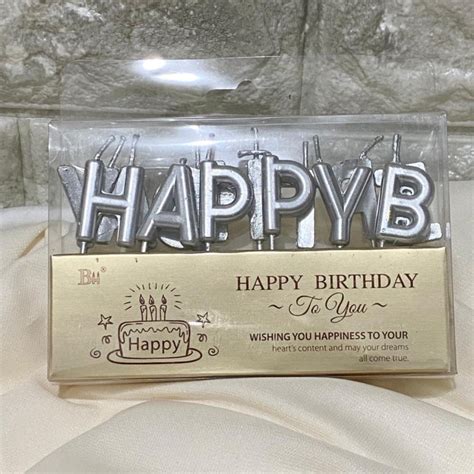 HAPPYB
BM®
HAPPY BIRTHDAY
~ To You ~
Happy
WISHING YOU HAPPINESS TO YOUR
heart's content and may your dreams
all come true.